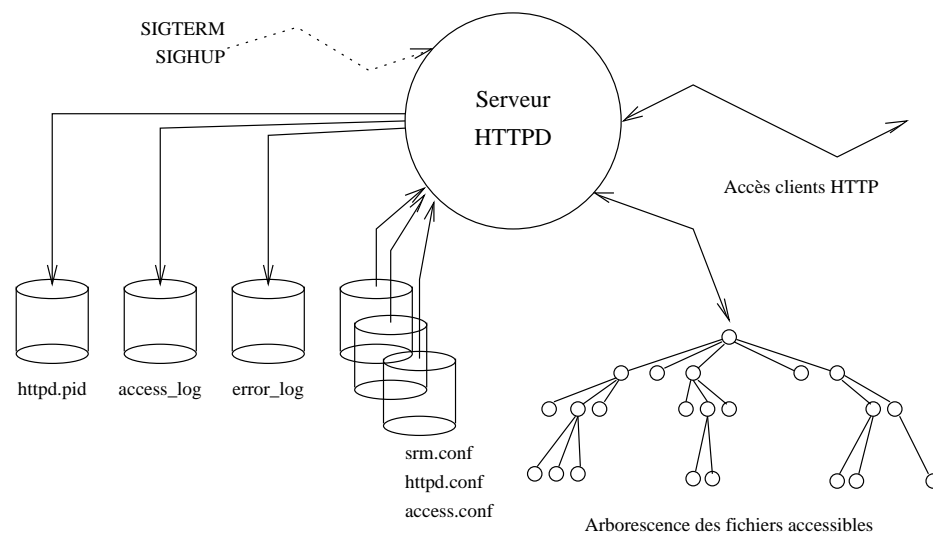 SIGTERM
SIGHUP
Serveur
HTTPD
Accès clients HTTP
httpd.pid
access_log
error_log
srm.conf
httpd.conf
access.conf
Arborescence des fichiers accessibles